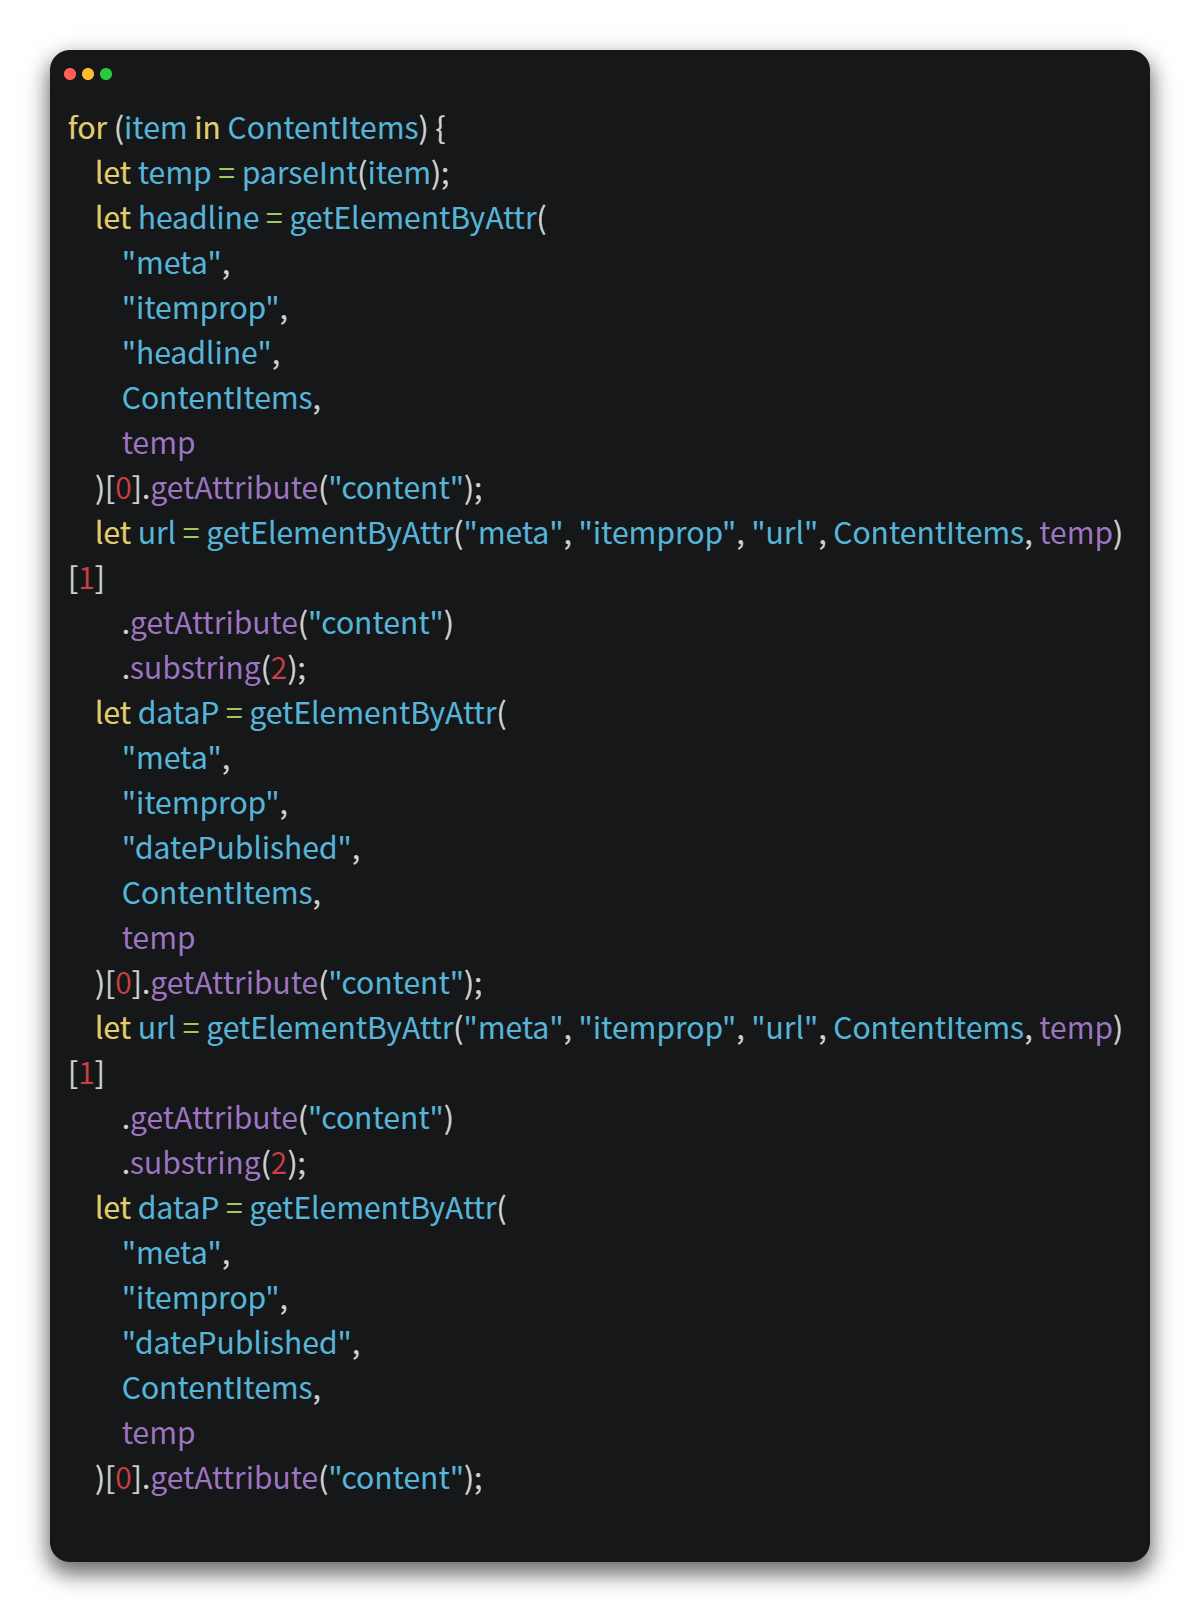 for (item in ContentItems) {
let temp = parseInt(item);
let headline = getElementByAttr(
"meta",
"itemprop",
"headline",
ContentItems,
temp
)[0].getAttribute("content");
let url = getElementByAttr("meta", "itemprop", "url", ContentItems, temp)
[1]
.getAttribute("content")
.substring(2);
let dataP = getElementByAttr(
"meta",
"itemprop",
"datePublished",
ContentItems,
temp
)[0].getAttribute("content");
let url = getElementByAttr("meta", "itemprop", "url", ContentItems, temp)
[1]
.getAttribute("content")
.substring(2);
let dataP = getElementByAttr(
"meta",
"itemprop",
"datePublished",
ContentItems,
temp
)[0].getAttribute("content");